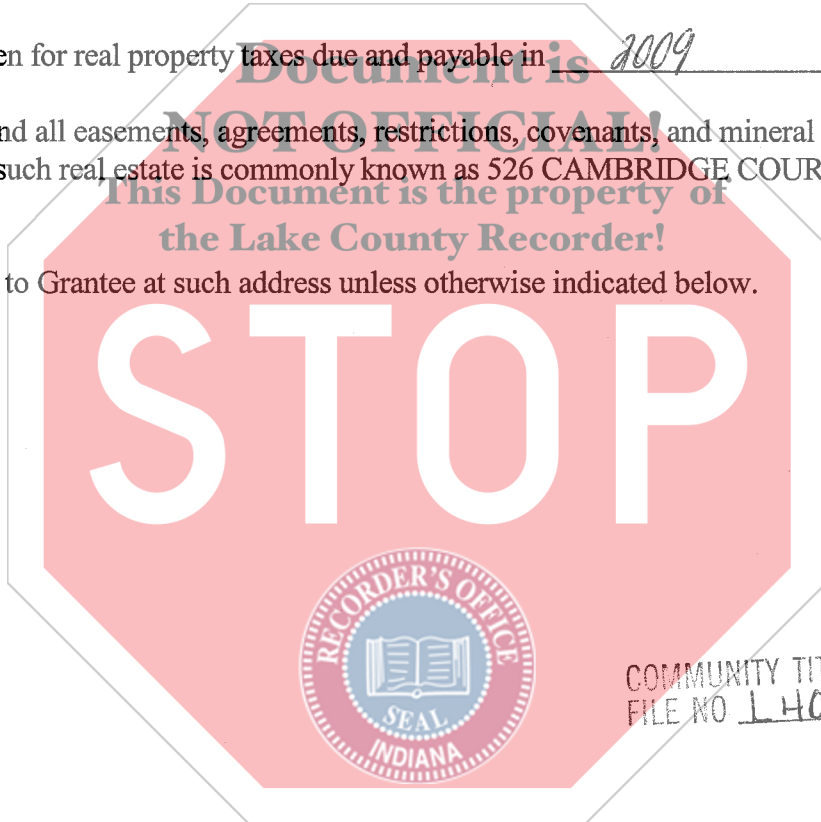 en for real property taxes due and payable in 2009
Document is
nd all easements, agreements, restrictions, covenants, and mineral
NOT OFFICIAL!
such real estate is commonly known as 526 CAMBRIDGE COUR
This Document is the property of
the Lake County Recorder!
to Grantee at such address unless otherwise indicated below.
STOP
RECORDER'S OFFICE
SEAL
INDIANA
COMMUNITY TIT
FILE NO L 40